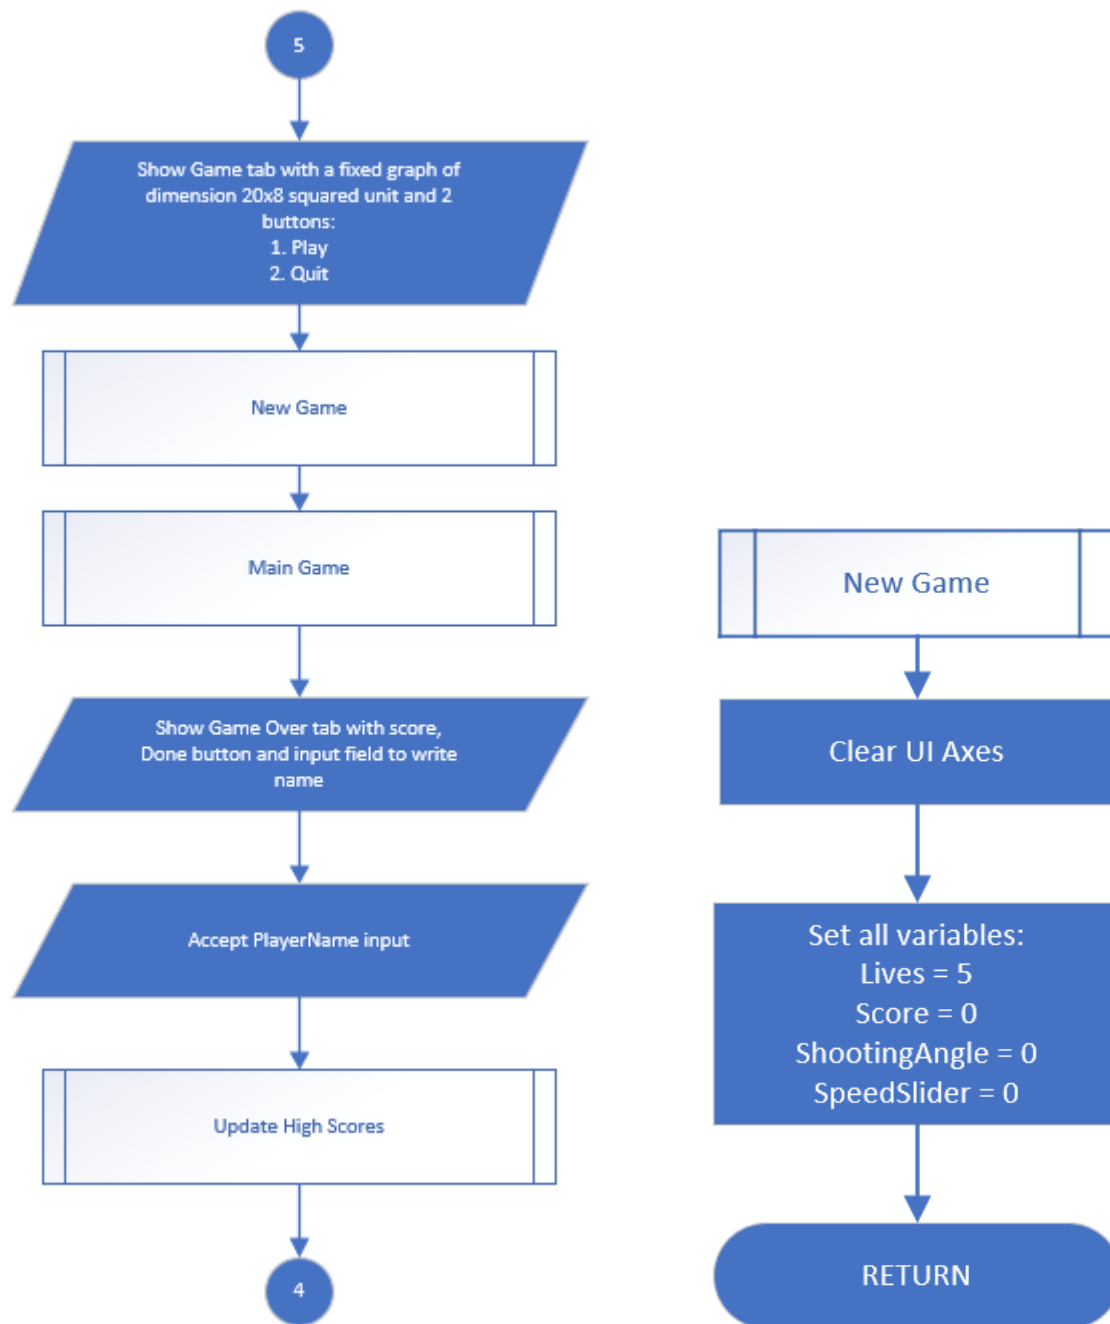 5
Show Game tab with a fixed graph of
dimension 20x8 squared unit and 2
buttons:
1. Play
2. Quit
New Game
Main Game
Show Game Over tab with score,
Done button and input field to write
name
Accept PlayerName input
Update High Scores
4
New Game
Clear UI Axes
Set all variables:
Lives = 5
Score = 0
ShootingAngle = 0
SpeedSlider = 0
RETURN